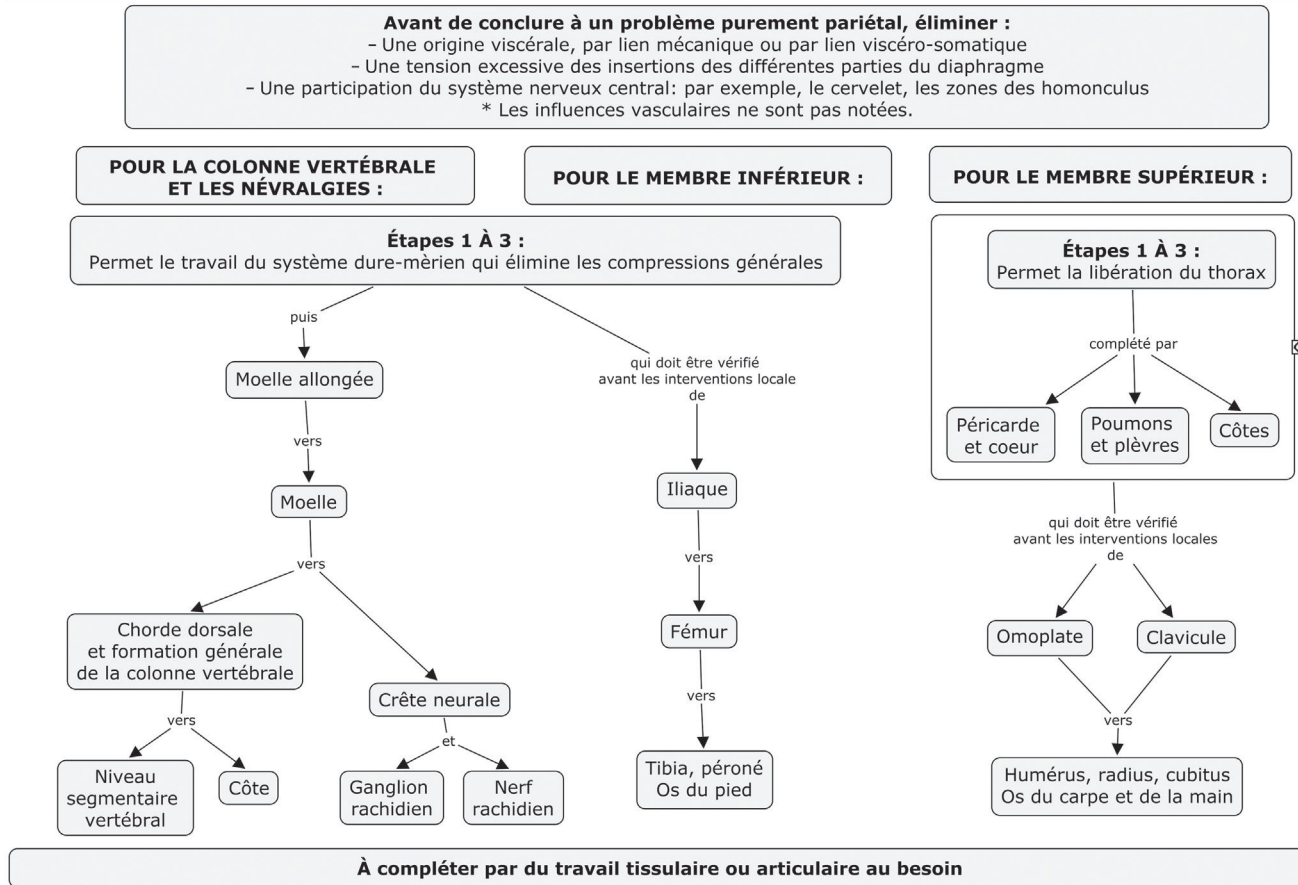 Avant de conclure à un problème purement pariétal, éliminer :
– Une origine viscérale, par lien mécanique ou par lien viscéro-somatique
– Une tension excessive des insertions des différentes parties du diaphragme
– Une participation du système nerveux central: par exemple, le cervelet, les zones des homonculus
* Les influences vasculaires ne sont pas notées.
POUR LA COLONNE VERTÉBRALE
ET LES NÉVRALGIES :
POUR LE MEMBRE INFÉRIEUR :
POUR LE MEMBRE SUPÉRIEUR :
Étapes 1 À 3 :
Permet le travail du système dure-mèrien qui élimine les compressions générales
puis
Moelle allongée
vers
Moelle
vers
Chorde dorsale
et formation générale
de la colonne vertébrale
vers
Niveau
segmentaire
vertébral
Côte
Crête neurale
et
Ganglion
rachidien
Nerf
rachidien
qui doit être vérifié
avant les interventions locale
de
Iliaque
vers
Fémur
vers
Tibia, péroné
Os du pied
Étapes 1 À 3 :
Permet la libération du thorax
complété par
Péricarde
et coeur
Poumons
et plèvres
Côtes
qui doit être vérifié
avant les interventions locales
de
Omoplate
Clavicule
vers
Humérus, radius, cubitus
Os du carpe et de la main
À compléter par du travail tissulaire ou articulaire au besoin